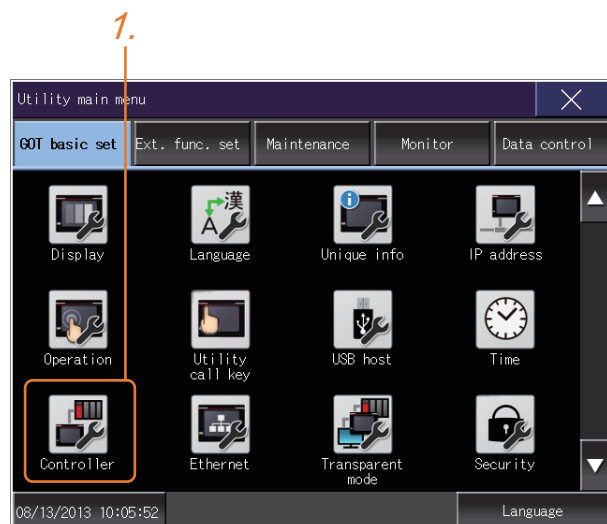 1.
Utility main menu
GOT basic set Ext. func. set Maintenance Monitor Data control
Display Language Unique info IP address
Operation Utility call key USB host Time
Controller Ethernet Transparent mode Security
08/13/2013 10:05:52 Language
漢
A
i